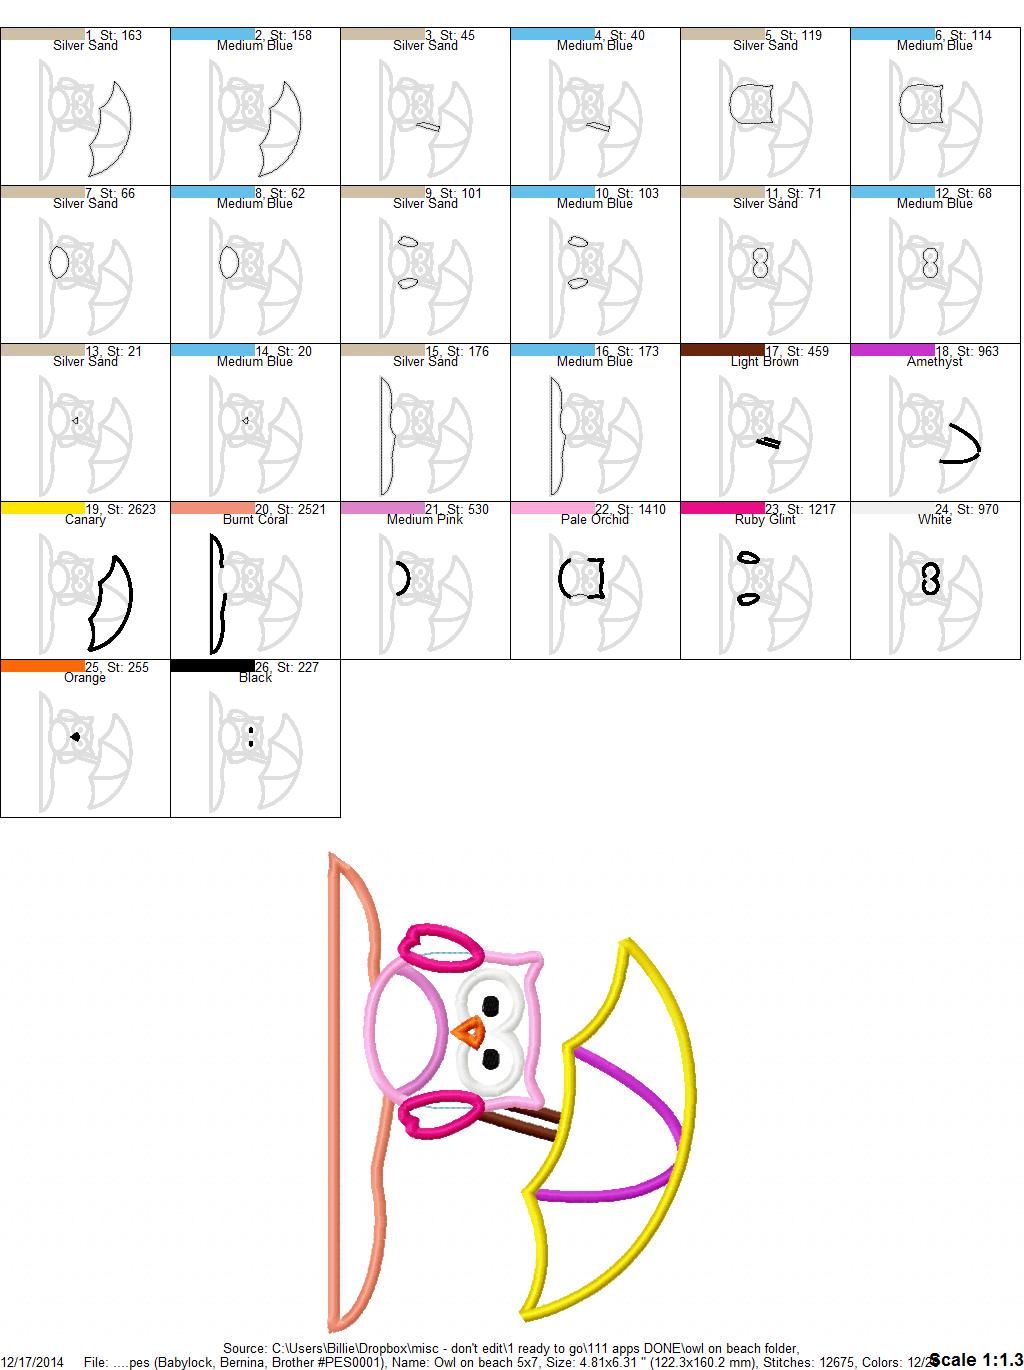 1, St: 163
Silver Sand
2, St: 158
Medium Blue
3, St: 45
Silver Sand
4, St: 40
Medium Blue
5, St: 119
Silver Sand
6, St: 114
Medium Blue
7, St: 66
Silver Sand
8, St: 62
Medium Blue
9, St: 101
Silver Sand
10, St: 103
Medium Blue
11, St: 71
Silver Sand
12, St: 68
Medium Blue
13, St: 21
Silver Sand
14, St: 20
Medium Blue
15, St: 176
Silver Sand
16, St: 173
Medium Blue
17, St: 459
Light Brown
18, St: 963
Amethyst
19, St: 2623
Canary
20, St: 2521
Burnt Coral
21, St: 530
Medium Pink
22, St: 1410
Pale Orchid
23, St: 1217
Ruby Glint
24, St: 970
White
25, St: 255
Orange
26, St: 227
Black
Source: C:\Users\Billie\Dropbox\misc - don't edit\1 ready to go\111 apps DONE\owl on beach folder,
12/17/2014 File: ....pes (Babylock, Bernina, Brother #PES0001), Name: Owl on beach 5x7, Size: 4.81x6.31 " (122.3x160.2 mm), Stitches: 12675, Colors: 12/26 Scale 1:1.3